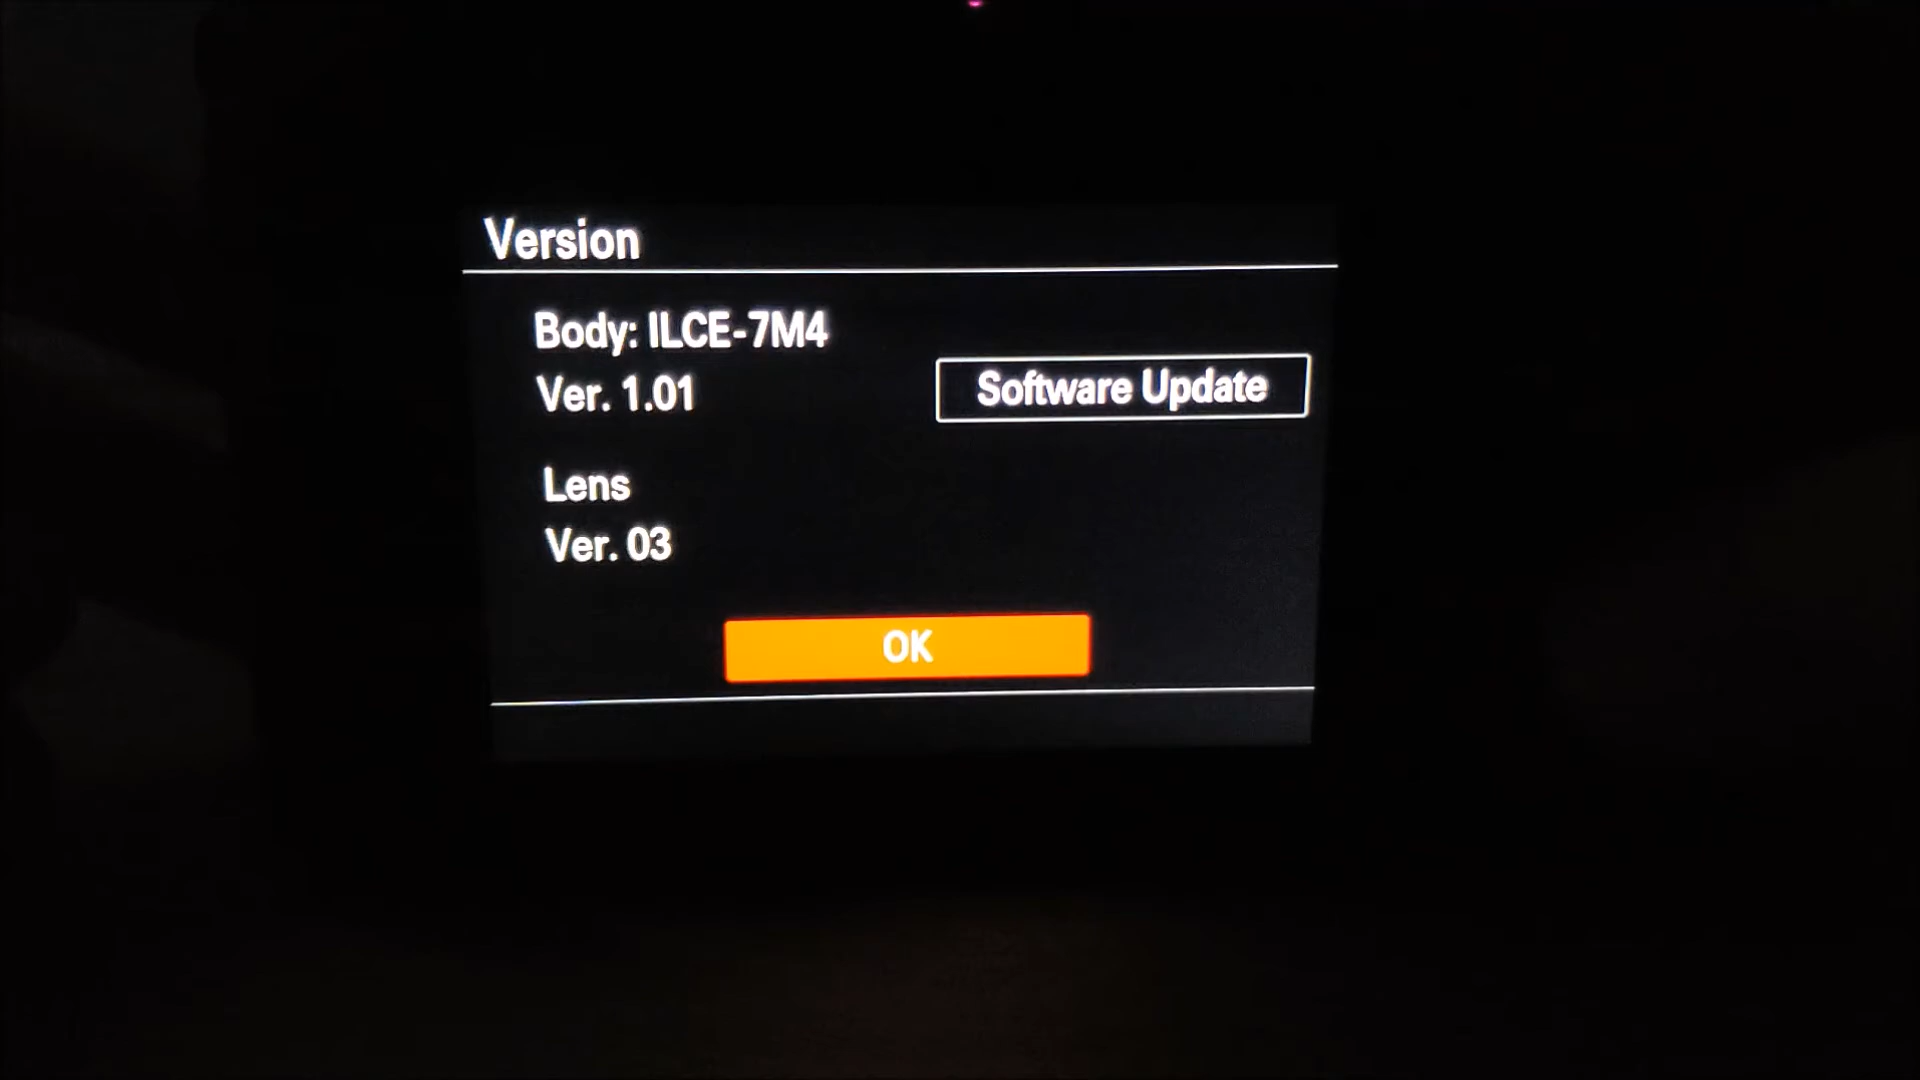 Version
Body: ILCE-7M4
Ver. 1.01
Software Update
Lens
Ver. 03
OK